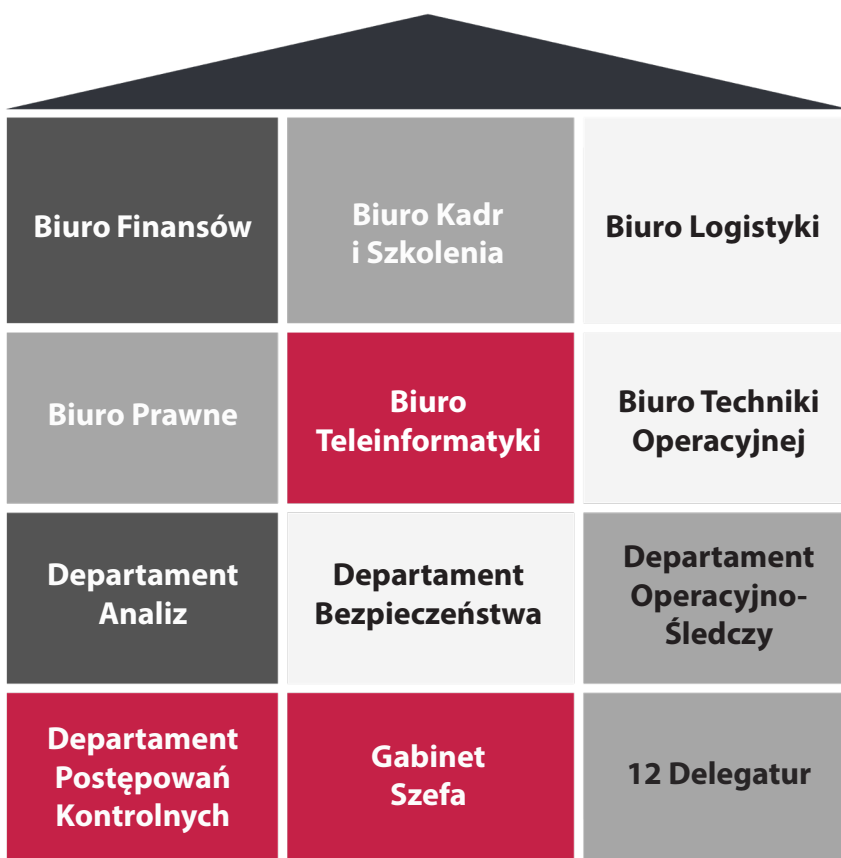 Biuro Finansów
Biuro Kadr
i Szkolenia
Biuro Logistyki
Biuro Prawne
Biuro
Teleinformatyki
Biuro Techniki
Operacyjnej
Departament
Analiz
Departament
Bezpieczeństwa
Departament
Operacyjno-
Śledczy
Departament
Postępowań
Kontrolnych
Gabinet
Szefa
12 Delegatur